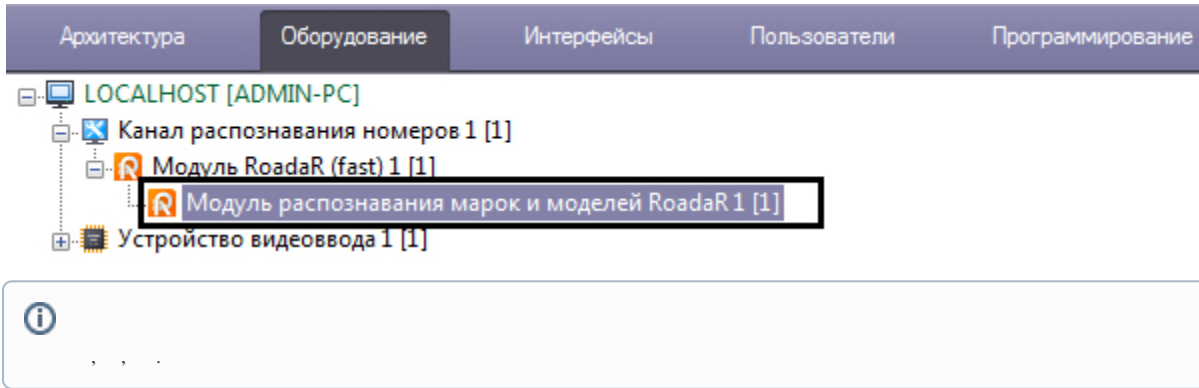 Архитектура Оборудование Интерфейсы Пользователи Программирование
LOCALHOST [ADMIN-PC]
Канал распознавания номеров 1 [1]
Модуль RoadaR (fast) 1 [1]
Модуль распознавания марок и моделей RoadaR 1 [1]
Устройство видеоввода 1 [1]
, , .